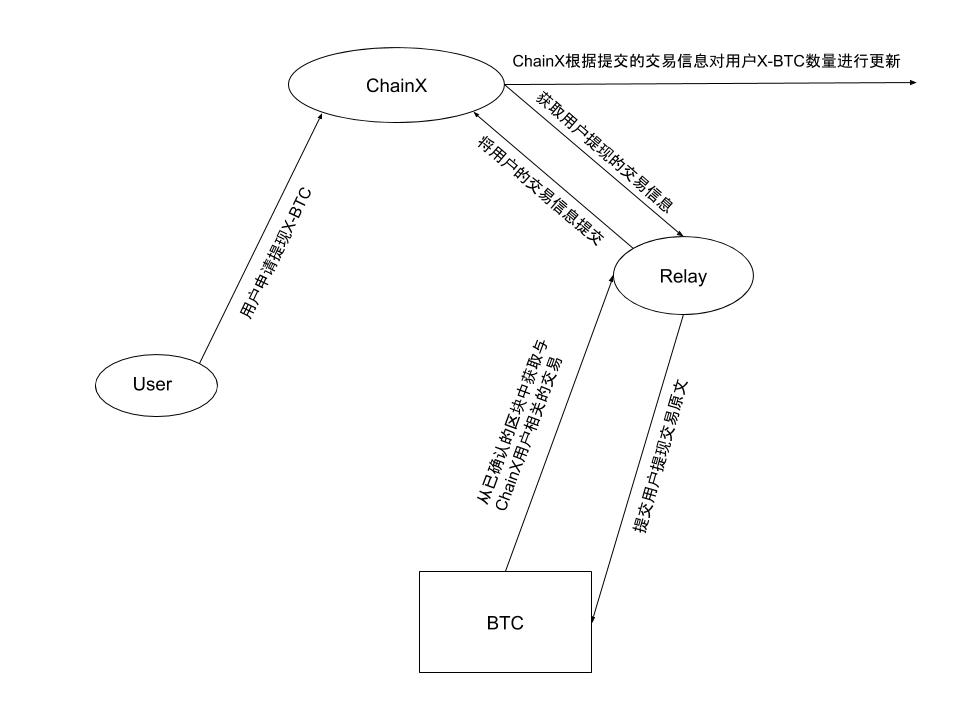 ChainX根据提交的交易信息对用户X-BTC数量进行更新
ChainX
获取用户提现的交易信息
将用户的交易信息提交
用户申请提现X-BTC
Relay
User
从已确认的区块中获取与
ChainX用户相关的交易
提交用户提现交易原文
BTC